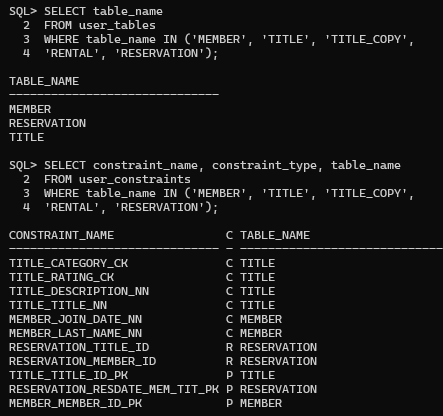 SQL> SELECT table_name
  2  FROM user_tables
  3  WHERE table_name IN ('MEMBER', 'TITLE', 'TITLE_COPY',
  4  'RENTAL', 'RESERVATION');
TABLE_NAME
------------------------------
MEMBER
RESERVATION
TITLE
SQL> SELECT constraint_name, constraint_type, table_name
  2  FROM user_constraints
  3  WHERE table_name IN ('MEMBER', 'TITLE', 'TITLE_COPY',
  4  'RENTAL', 'RESERVATION');
CONSTRAINT_NAME                C TABLE_NAME
------------------------------ - -----------------------------
TITLE_CATEGORY_CK              C TITLE
TITLE_RATING_CK                C TITLE
TITLE_DESCRIPTION_NN           C TITLE
TITLE_TITLE_NN                 C TITLE
MEMBER_JOIN_DATE_NN            C MEMBER
MEMBER_LAST_NAME_NN            C MEMBER
RESERVATION_TITLE_ID           R RESERVATION
RESERVATION_MEMBER_ID          R RESERVATION
TITLE_TITLE_ID_PK              P TITLE
RESERVATION_RESDATE_MEM_TIT_PK P RESERVATION
MEMBER_MEMBER_ID_PK            P MEMBER